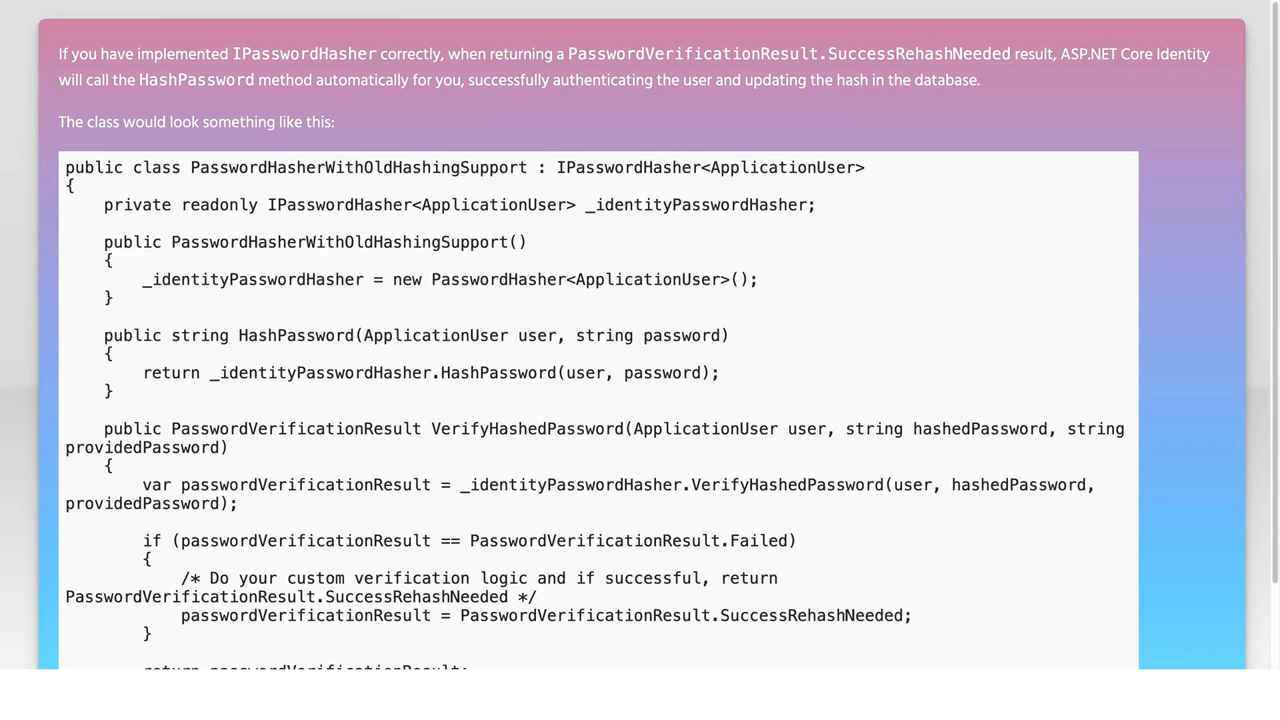 If you have implemented IPasswordHasher correctly, when returning a PasswordVerificationResult.SuccessRehashNeeded result, ASP.NET Core Identity
will call the HashPassword method automatically for you, successfully authenticating the user and updating the hash in the database.
The class would look something like this:
public class PasswordHasherWithOldHashingSupport : IPasswordHasher<ApplicationUser>
{
    private readonly IPasswordHasher<ApplicationUser> _identityPasswordHasher;
    public PasswordHasherWithOldHashingSupport()
    {
        _identityPasswordHasher = new PasswordHasher<ApplicationUser>();
    }
    public string HashPassword(ApplicationUser user, string password)
    {
        return _identityPasswordHasher.HashPassword(user, password);
    }
    public PasswordVerificationResult VerifyHashedPassword(ApplicationUser user, string hashedPassword, string
providedPassword)
    {
        var passwordVerificationResult = _identityPasswordHasher.VerifyHashedPassword(user, hashedPassword,
providedPassword);
        if (passwordVerificationResult == PasswordVerificationResult.Failed)
        {
            /* Do your custom verification logic and if successful, return
PasswordVerificationResult.SuccessRehashNeeded */
            passwordVerificationResult = PasswordVerificationResult.SuccessRehashNeeded;
        }
        return passwordVerificationResult;